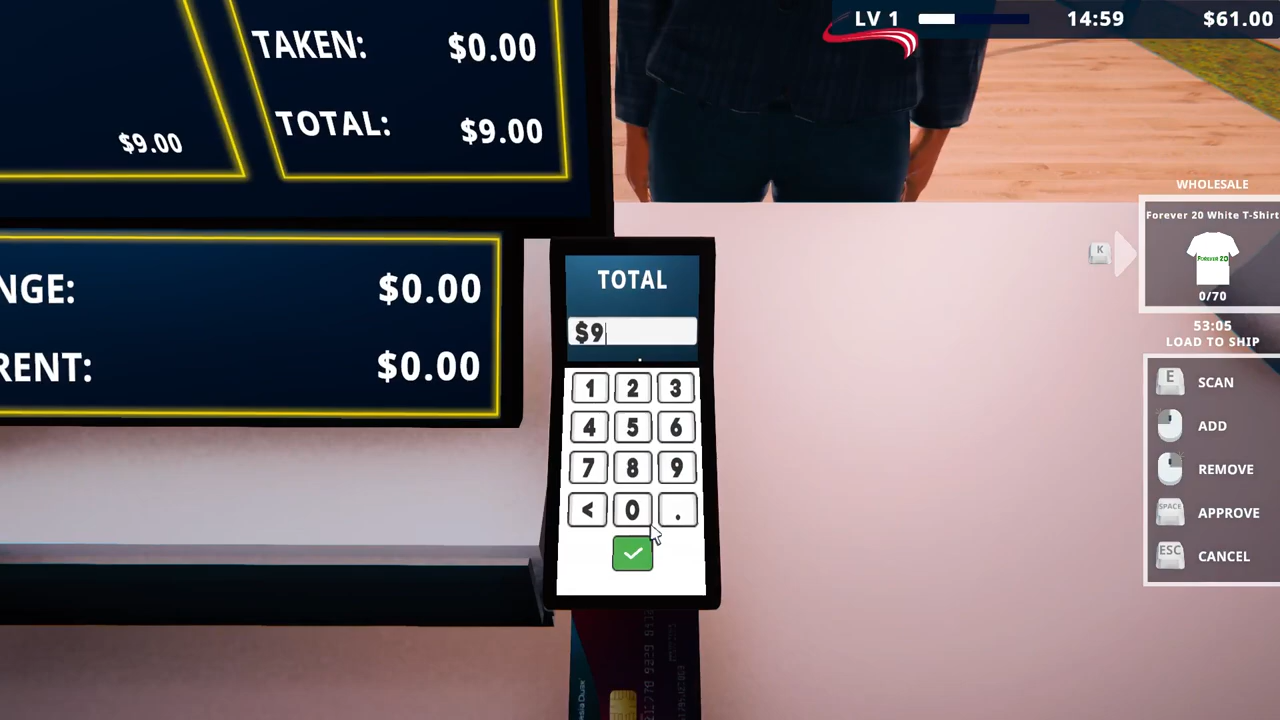 LV 1
14:59
$61.00
TAKEN: $0.00
TOTAL: $9.00
$9.00
NGE: $0.00
RENT: $0.00
TOTAL
$9
1 2 3
4 5 6
7 8 9
< 0 .
WHOLESALE
Forever 20 White T-Shirt
FOREVER 20
K
0/70
53:05
LOAD TO SHIP
E SCAN
ADD
REMOVE
SPACE APPROVE
ESC CANCEL